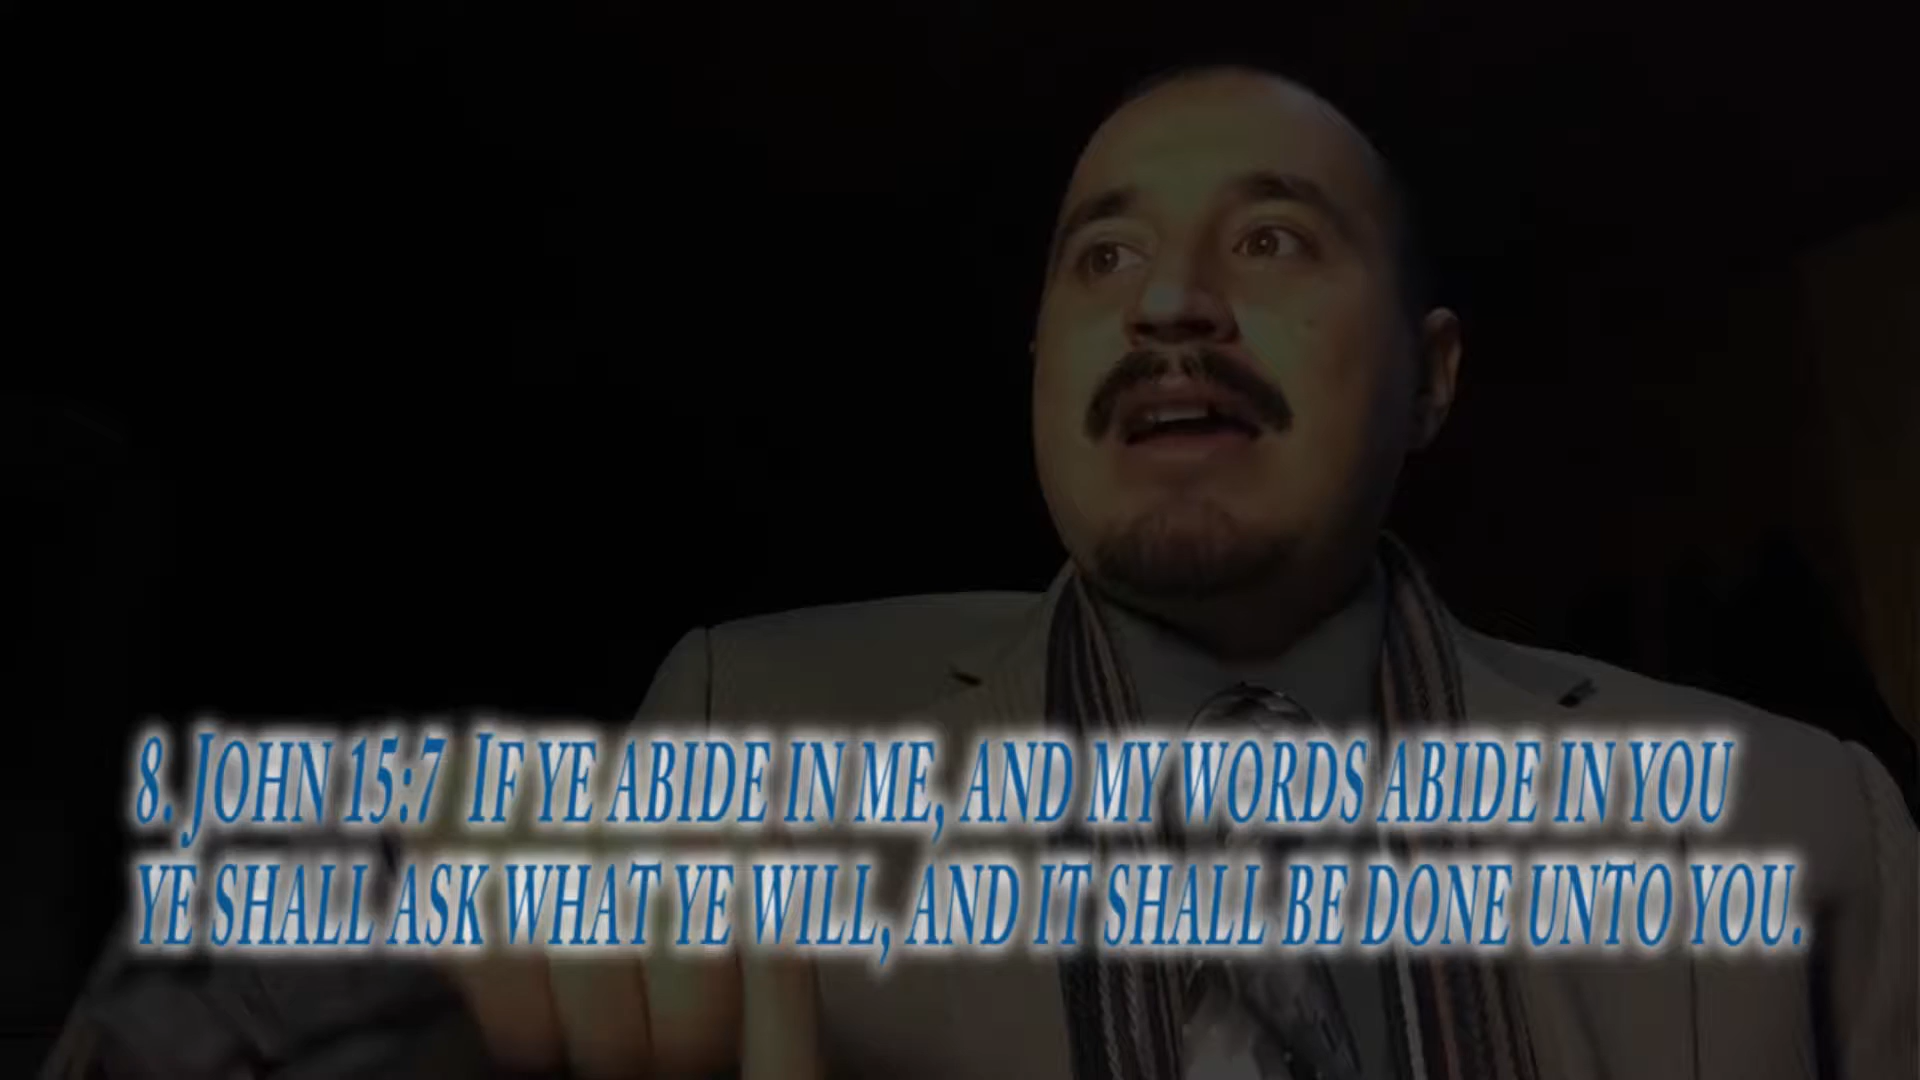 8. John 15:7 If ye abide in me, and my words abide in you
ye shall ask what ye will, and it shall be done unto you.